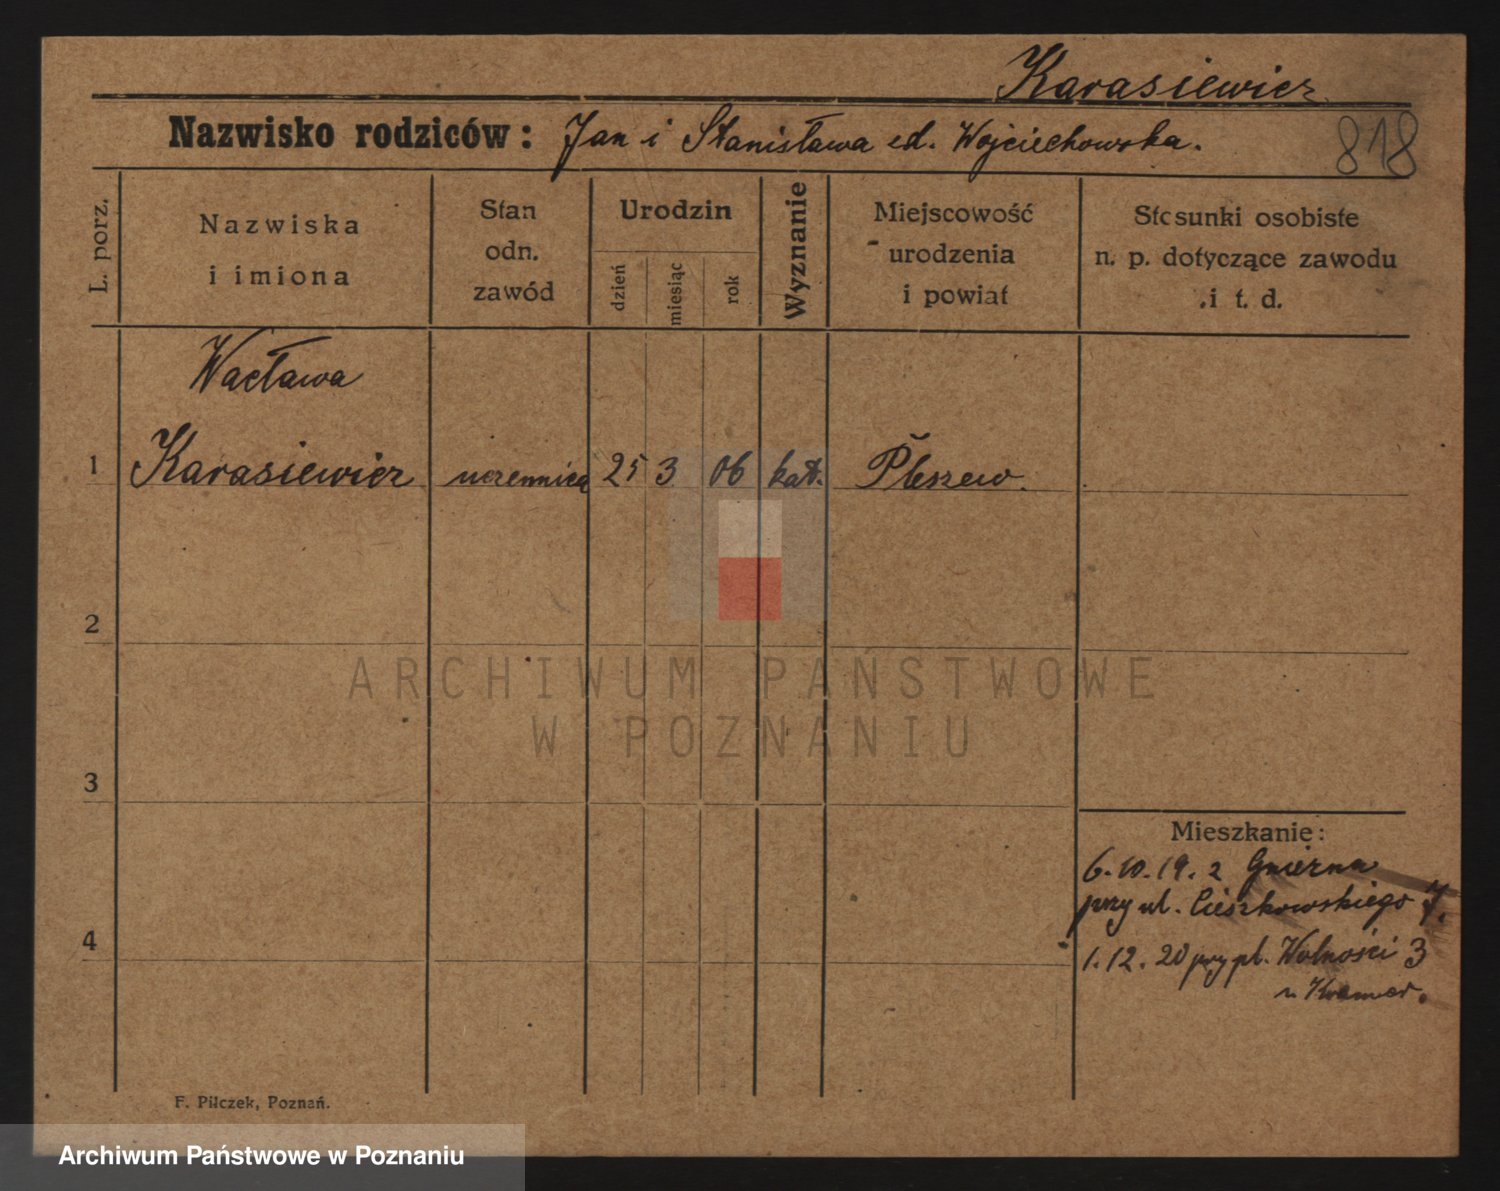 Karasiewicz
Nazwisko rodziców: Jan i Stanisława ed. Wojciechowska.
818
L. porz.
Nazwiska
i imiona
Stan
odn.
zawód
Urodzin
dzień
miesiąc
rok
Wyznanie
Miejscowość
urodzenia
i powiat
Stosunki osobiste
n. p. dotyczące zawodu
i t. d.
Wacława
1 Karasiewicz uczennica 25 3 06 kat. Pleszew.
2
3
4
Mieszkanie:
6.10.19. z Gniezna
przy ul. Cieszkowskiego 7.
1.12.20 przy pl. Wolności 3
u Kramer.
F. Pilczek, Poznań.
ARCHIWUM PAŃSTWOWE
W POZNANIU
Archiwum Państwowe w Poznaniu